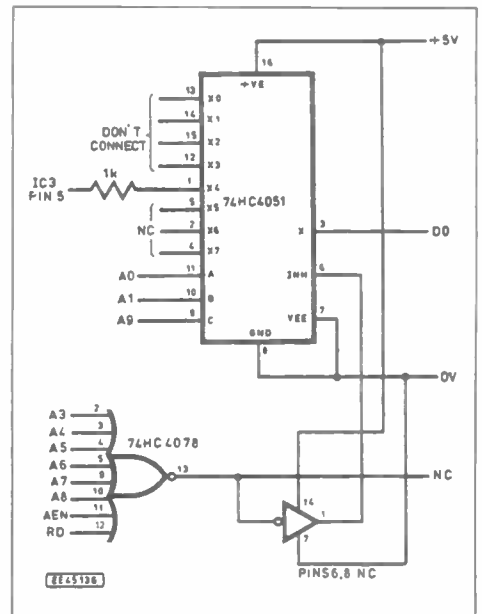 +5V
16
+VE
13 X0
14 X1
15 X2
12 X3
DON'T
CONNECT
1k
IC3
PIN 5
1 X4
74HC4051
5 X5
NC
2 X6
4 X7
X 3 D0
A0 11 A
INH 6
A1 10 B
A9 9 C
VEE 7
GND
8
0V
A3 2
A4 3
A5 4
74HC4078
A6 5
A7 9
A8 10
AEN 11
RD 12
13
NC
14
1
7
PINS 6,8 NC
EE4513G